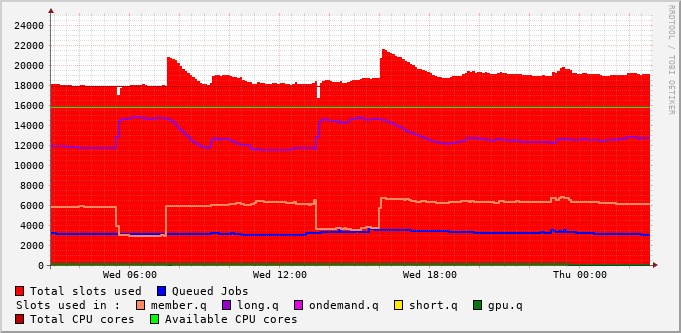 24000
22000
20000
18000
16000
14000
12000
10000
8000
6000
4000
2000
0
Wed 06:00 Wed 12:00 Wed 18:00 Thu 00:00
Total slots used Queued Jobs
Slots used in : member.q long.q ondemand.q short.q gpu.q
Total CPU cores Available CPU cores
RRDTOOL / TOBI OETIKER